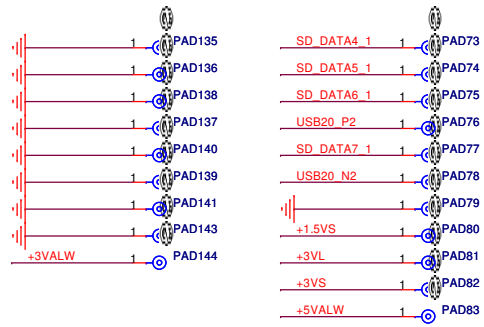 1 PAD135
1 PAD136
1 PAD138
1 PAD137
1 PAD140
1 PAD139
1 PAD141
1 PAD143
+3VALW 1 PAD144
SD_DATA4_1 1 PAD73
SD_DATA5_1 1 PAD74
SD_DATA6_1 1 PAD75
USB20_P2 1 PAD76
SD_DATA7_1 1 PAD77
USB20_N2 1 PAD78
1 PAD79
+1.5VS 1 PAD80
+3VL 1 PAD81
+3VS 1 PAD82
+5VALW 1 PAD83